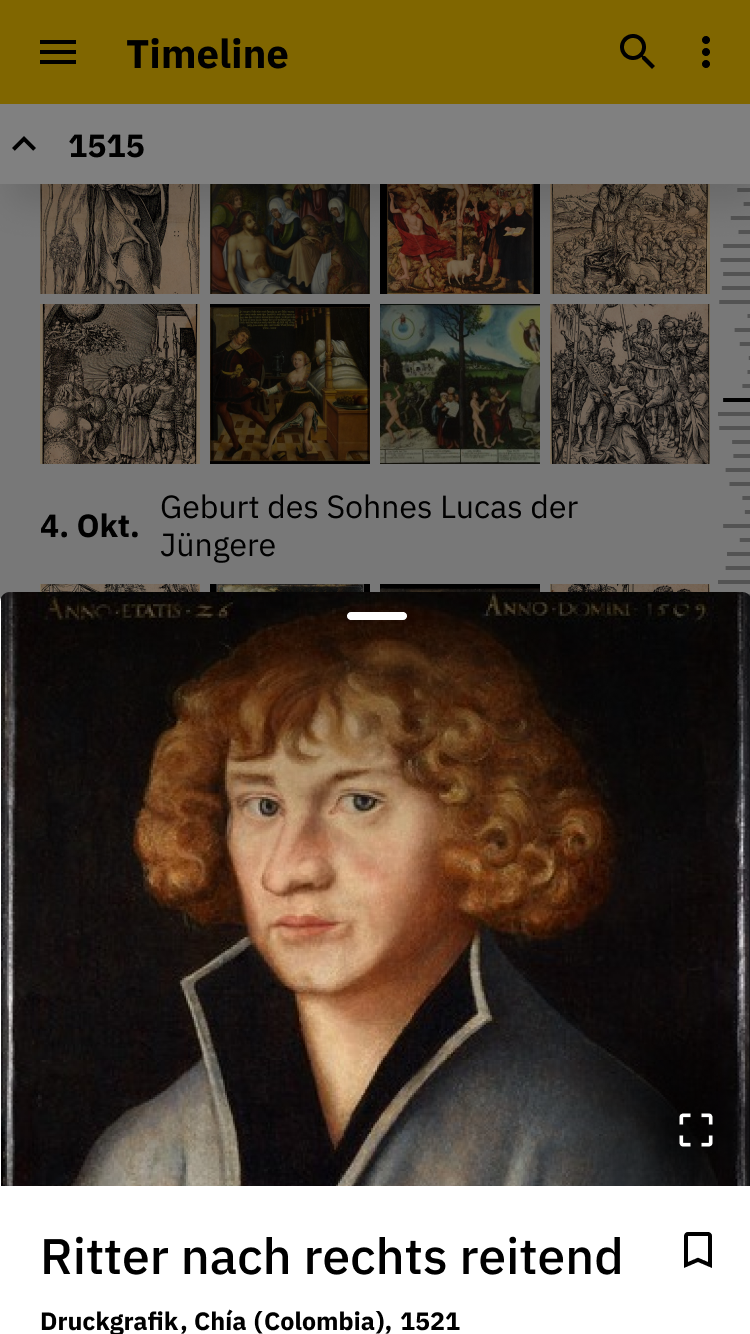 Timeline
1515
4. Okt.
Geburt des Sohnes Lucas der
Jüngere
ANNO·ETATIS·26
ANNO·DOMINI·1509
Ritter nach rechts reitend
Druckgrafik, Chía (Colombia), 1521